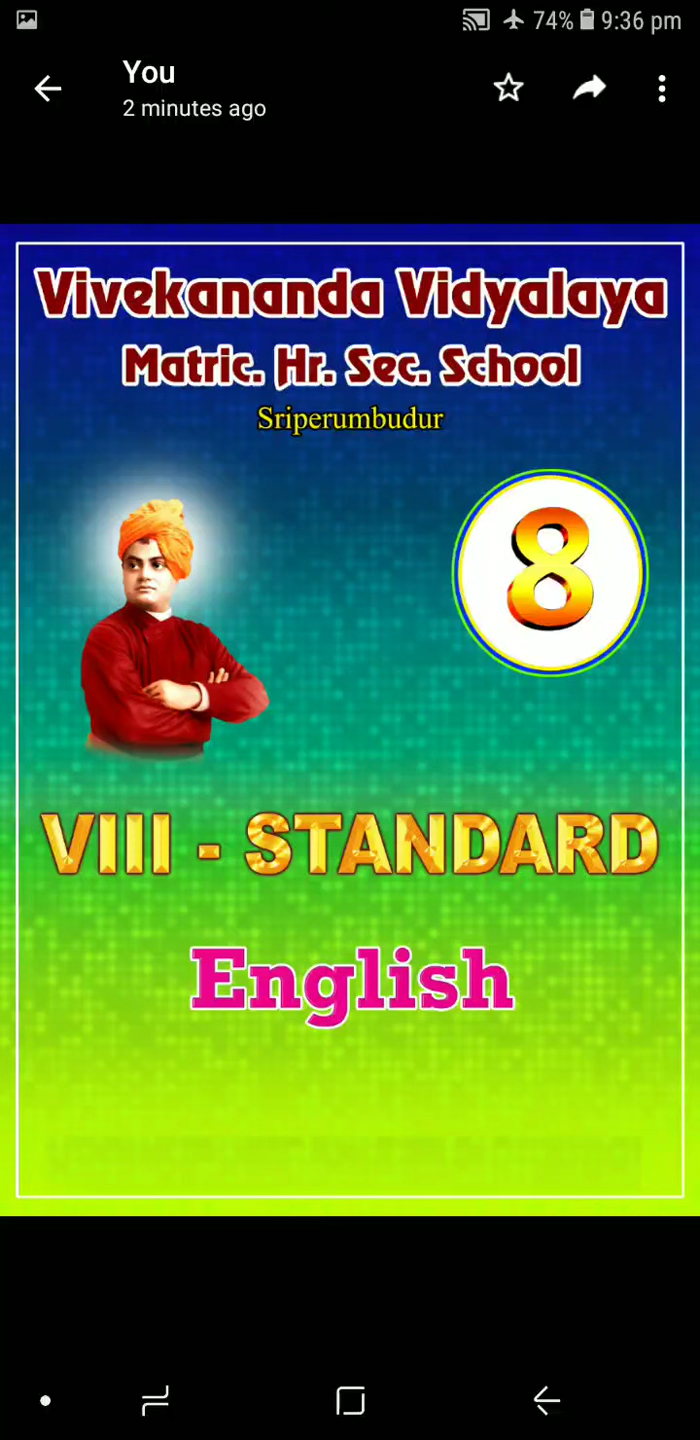 74% 9:36 pm
You
2 minutes ago
Vivekananda Vidyalaya
Matric. Hr. Sec. School
Sriperumbudur
8
VIII - STANDARD
English